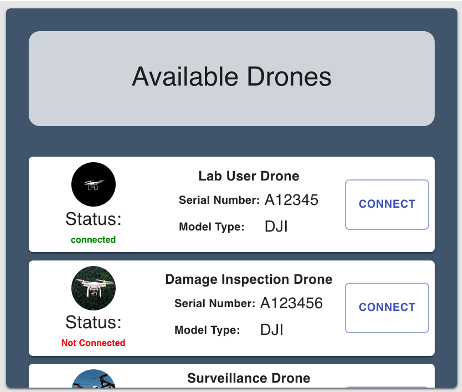 Available Drones
Lab User Drone
Serial Number: A12345
CONNECT
Status:
Model Type: DJI
connected
Damage Inspection Drone
Serial Number: A123456
CONNECT
Status:
Model Type: DJI
Not Connected
Surveillance Drone